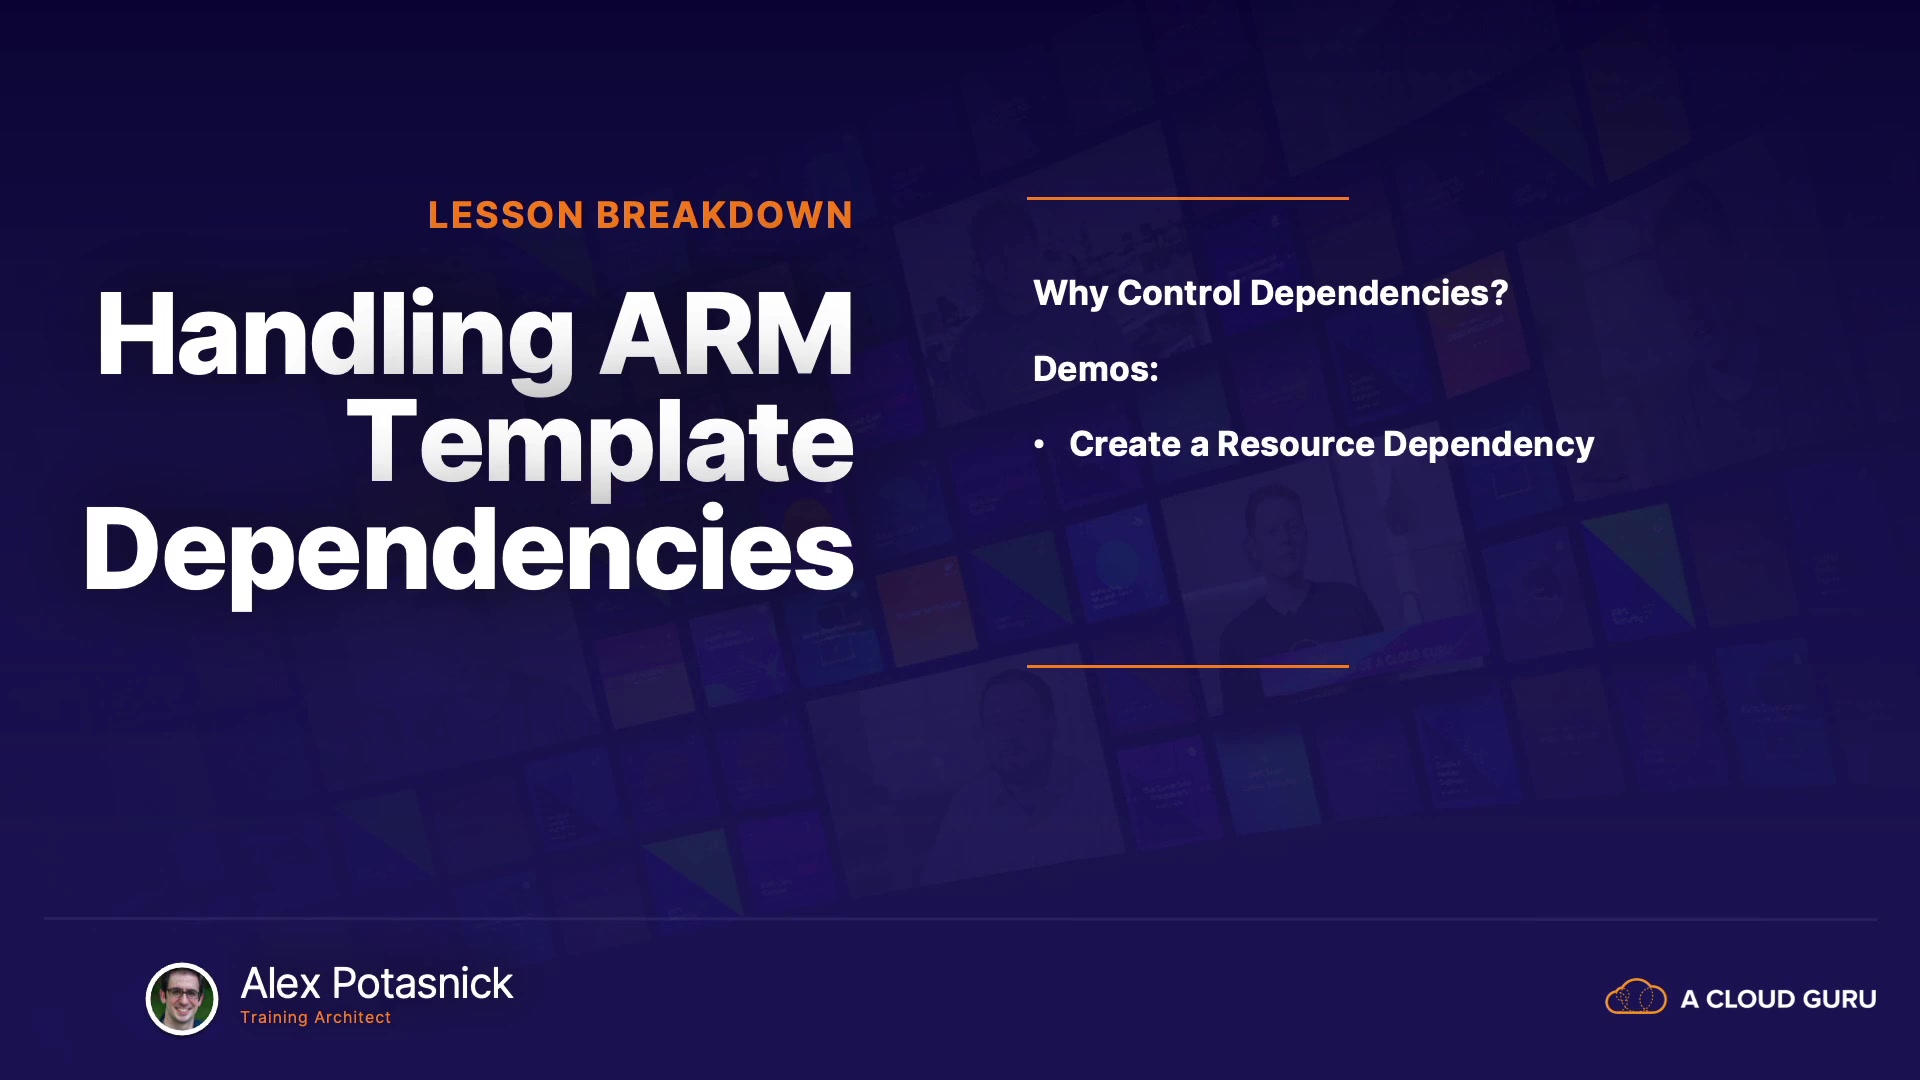 LESSON BREAKDOWN
Handling ARM
Template
Dependencies
Why Control Dependencies?
Demos:
• Create a Resource Dependency
Alex Potasnick
Training Architect
A CLOUD GURU